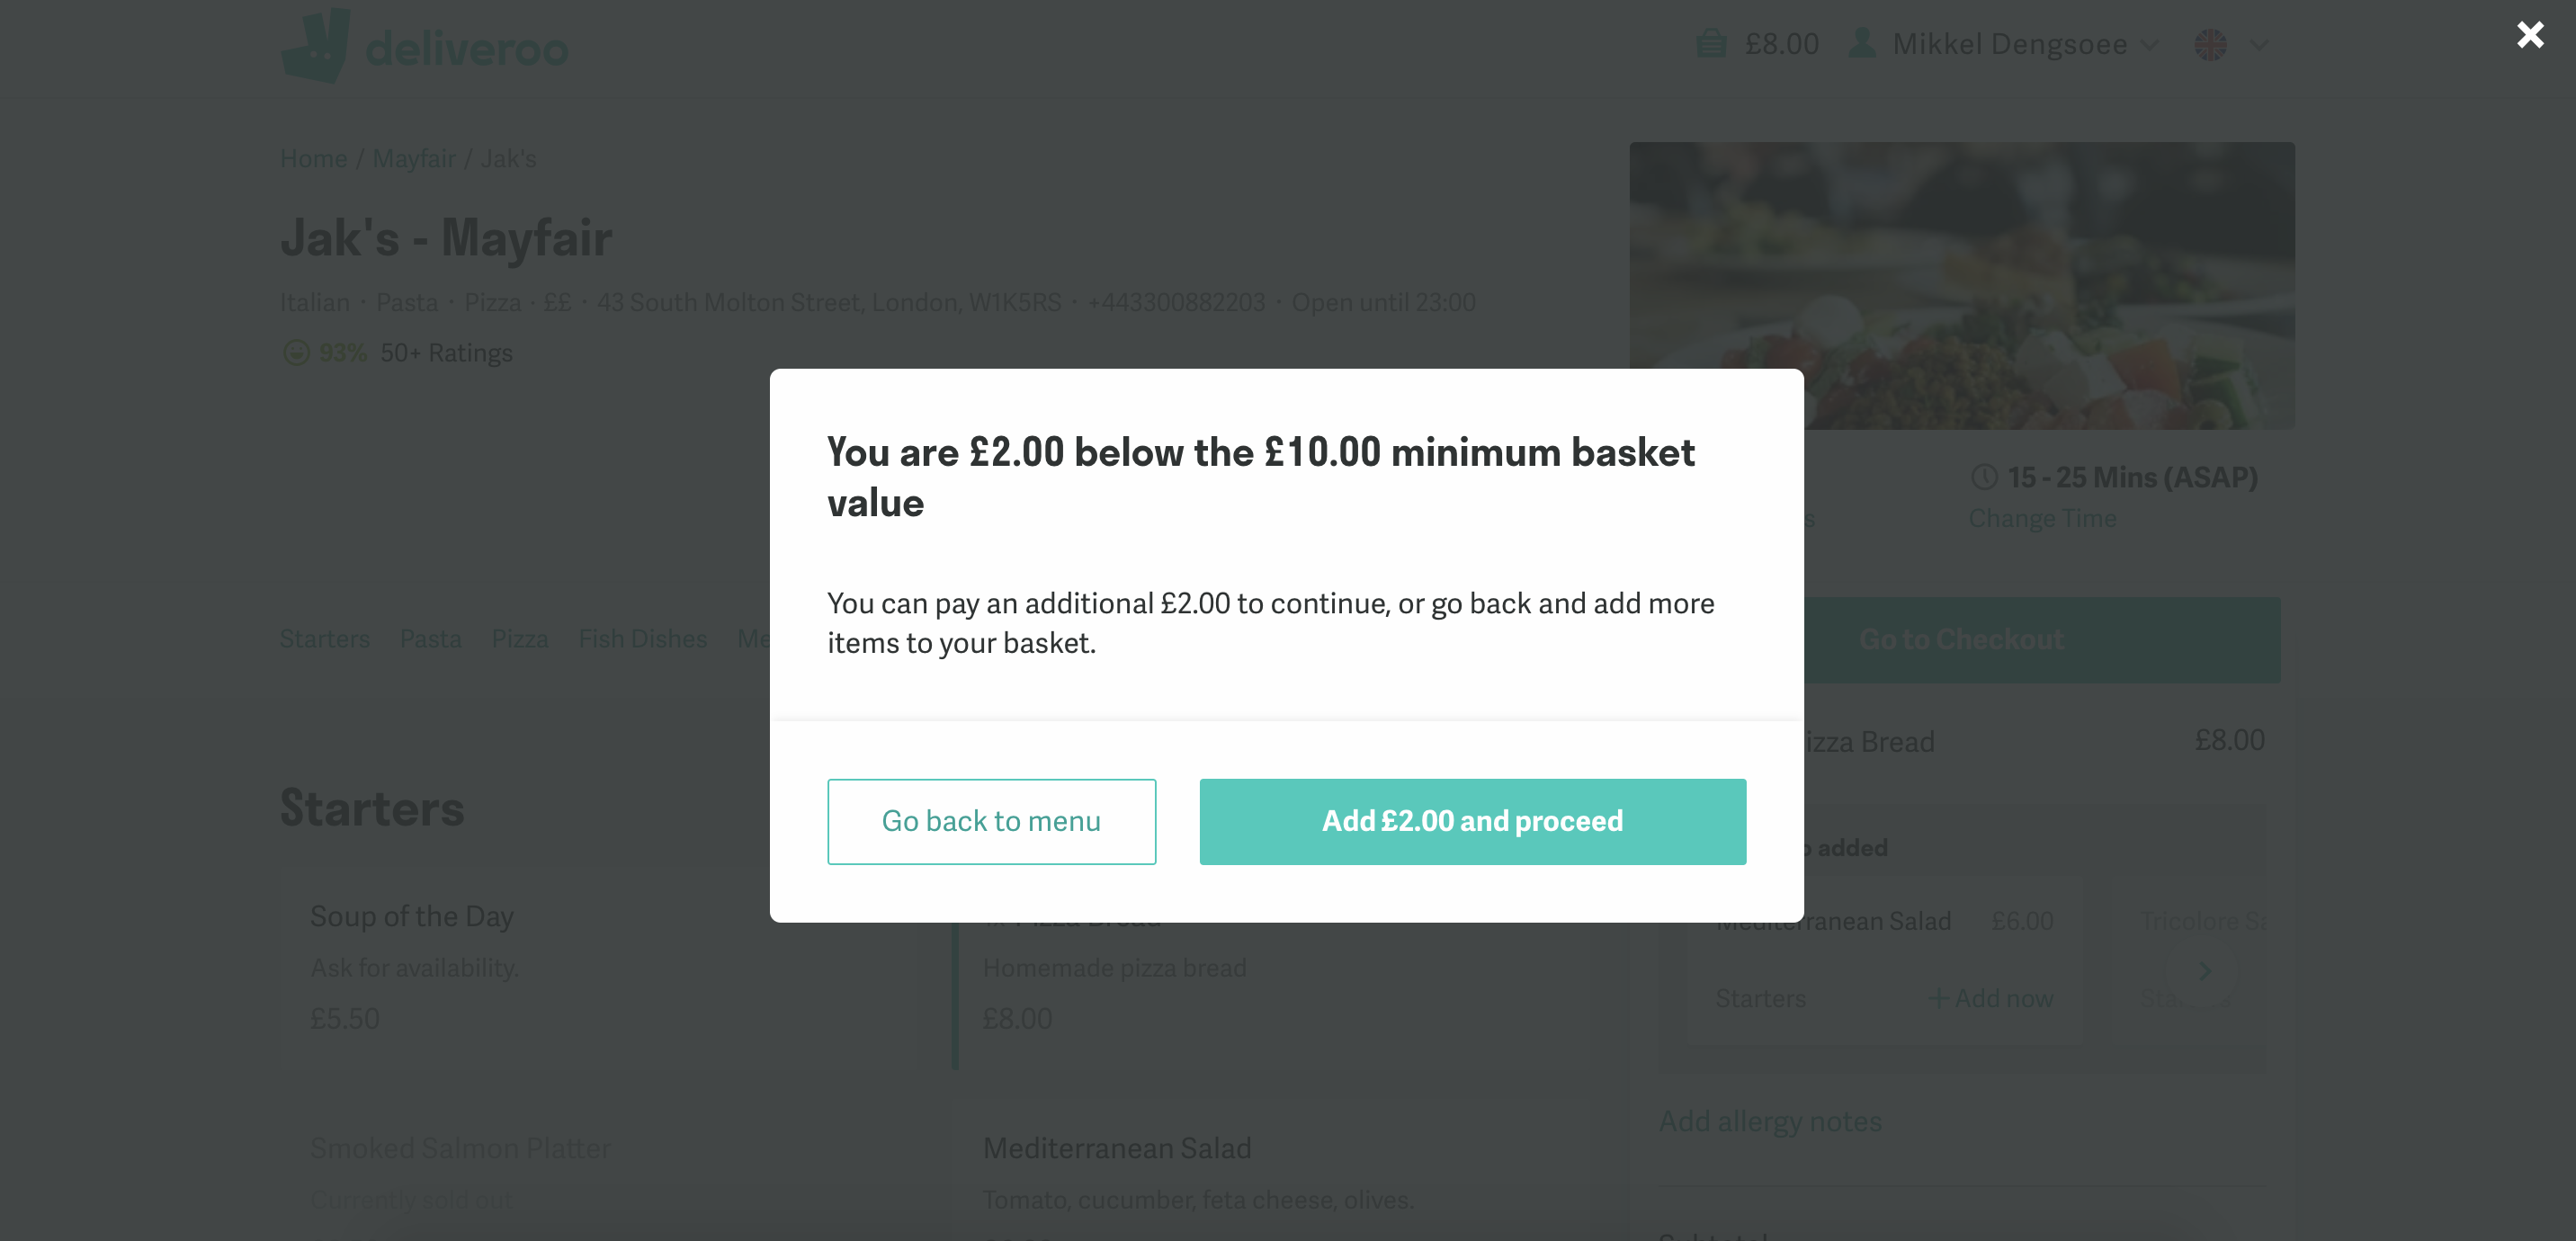 deliveroo
£8.00
Mikkel Dengsoee
Home / Mayfair / Jak's
Jak's - Mayfair
Italian · Pasta · Pizza · ££ · 43 South Molton Street, London, W1K5RS · +443300882203 · Open until 23:00
93% 50+ Ratings
You are £2.00 below the £10.00 minimum basket
value
You can pay an additional £2.00 to continue, or go back and add more
items to your basket.
Go back to menu
Add £2.00 and proceed
15 - 25 Mins (ASAP)
Change Time
Go to Checkout
Starters Pasta Pizza Fish Dishes
Bread £8.00
added
Mediterranean Salad £6.00
Tricolore
Starters + Add now
Add allergy notes
Subtotal
Starters
Soup of the Day
Ask for availability.
£5.50
Pizza Bread
Homemade pizza bread
£8.00
Smoked Salmon Platter
Currently sold out
Mediterranean Salad
Tomato, cucumber, feta cheese, olives.